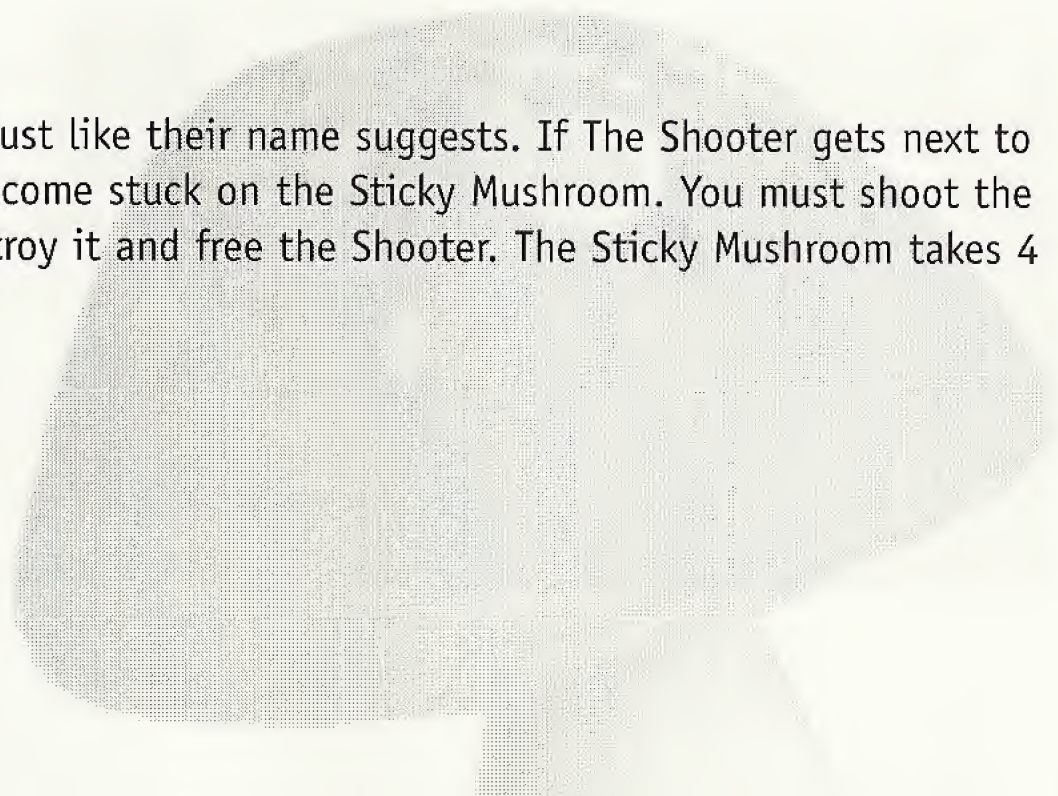 ust like their name suggests. If The Shooter gets next to
come stuck on the Sticky Mushroom. You must shoot the
roy it and free the Shooter. The Sticky Mushroom takes 4